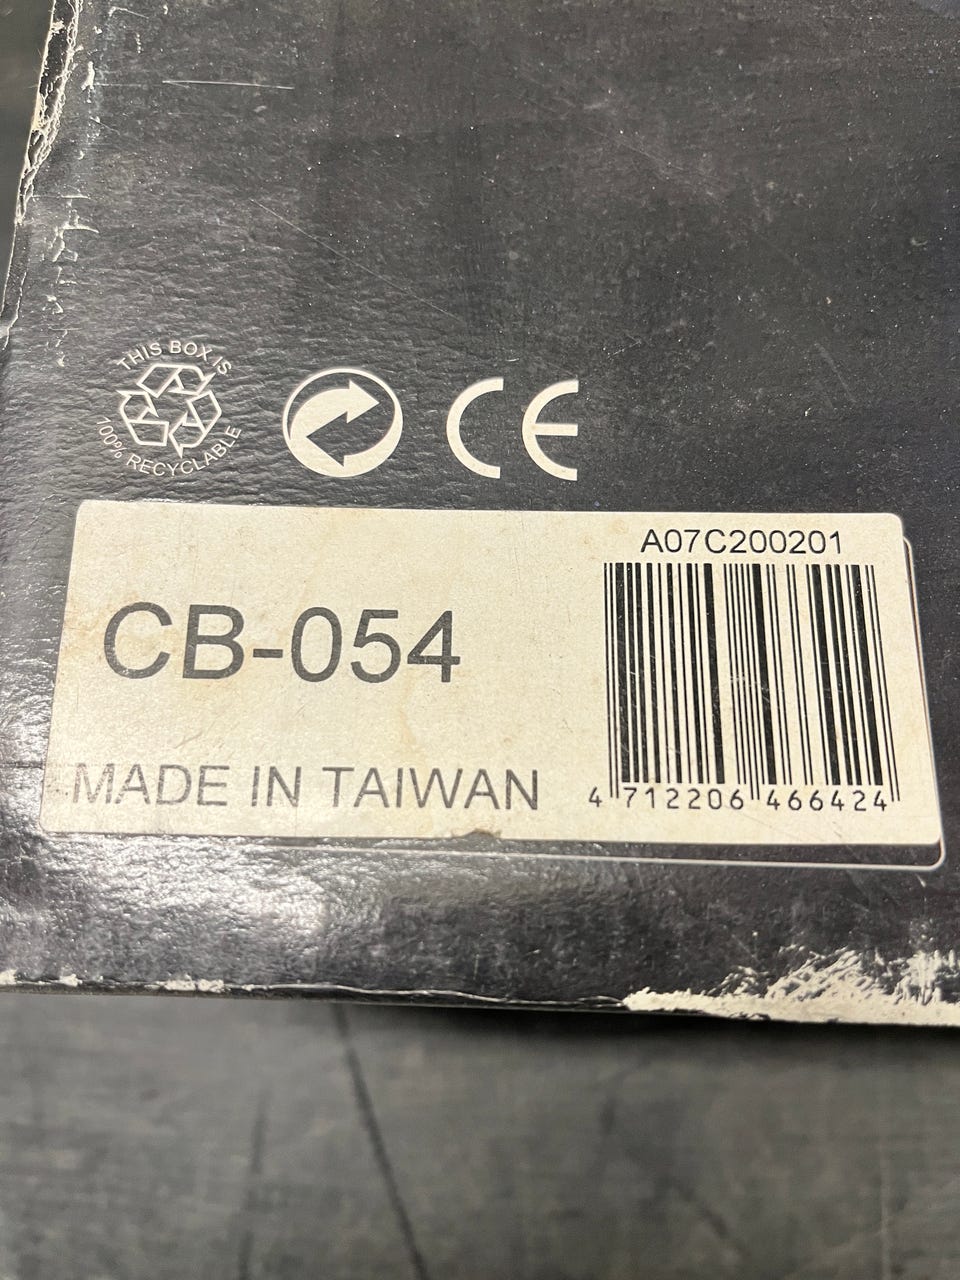 THIS BOX IS
100% RECYCLABLE
CE
A07C200201
CB-054
MADE IN TAIWAN
4 712206 466424